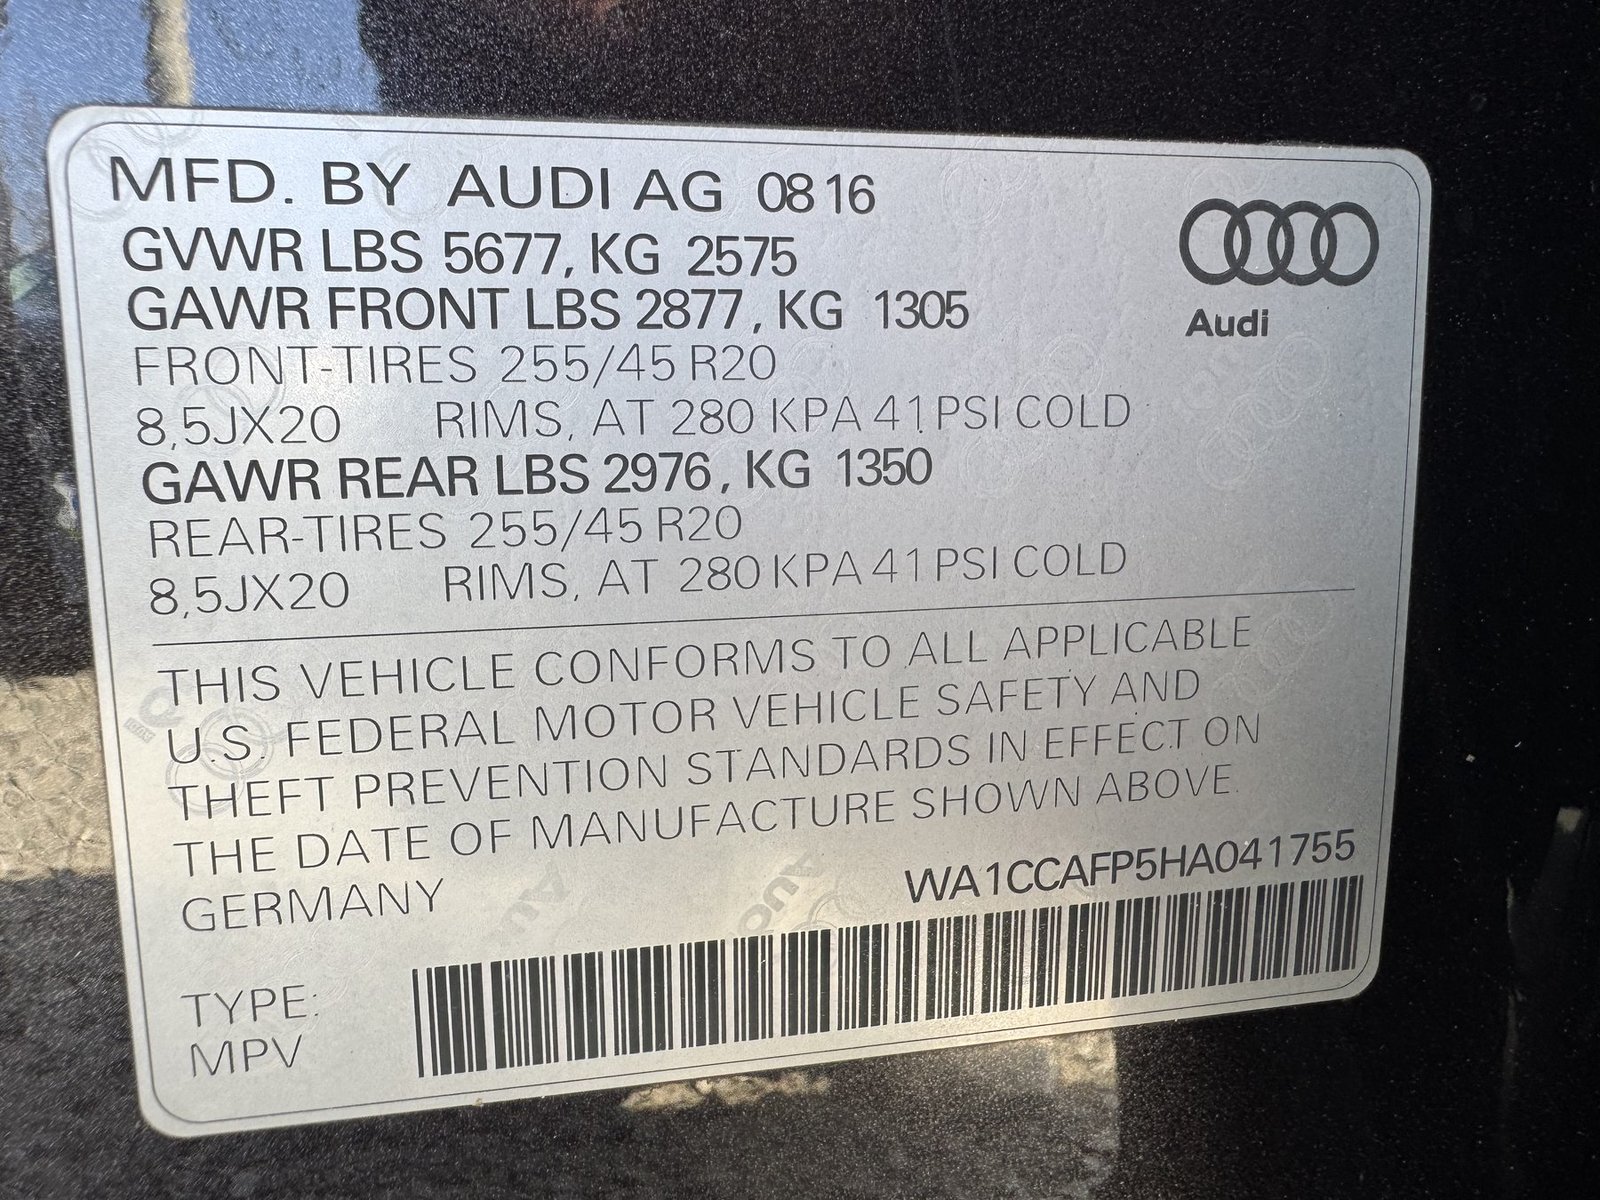 MFD. BY AUDI AG 08 16
GVWR LBS 5677, KG 2575
GAWR FRONT LBS 2877, KG 1305
FRONT-TIRES 255/45 R20
8,5JX20 RIMS, AT 280 KPA 41 PSI COLD
GAWR REAR LBS 2976, KG 1350
REAR-TIRES 255/45 R20
8,5JX20 RIMS, AT 280 KPA 41 PSI COLD
Audi
THIS VEHICLE CONFORMS TO ALL APPLICABLE
U.S. FEDERAL MOTOR VEHICLE SAFETY AND
THEFT PREVENTION STANDARDS IN EFFECT ON
THE DATE OF MANUFACTURE SHOWN ABOVE.
GERMANY
WA1CCAFP5HA041755
TYPE:
MPV